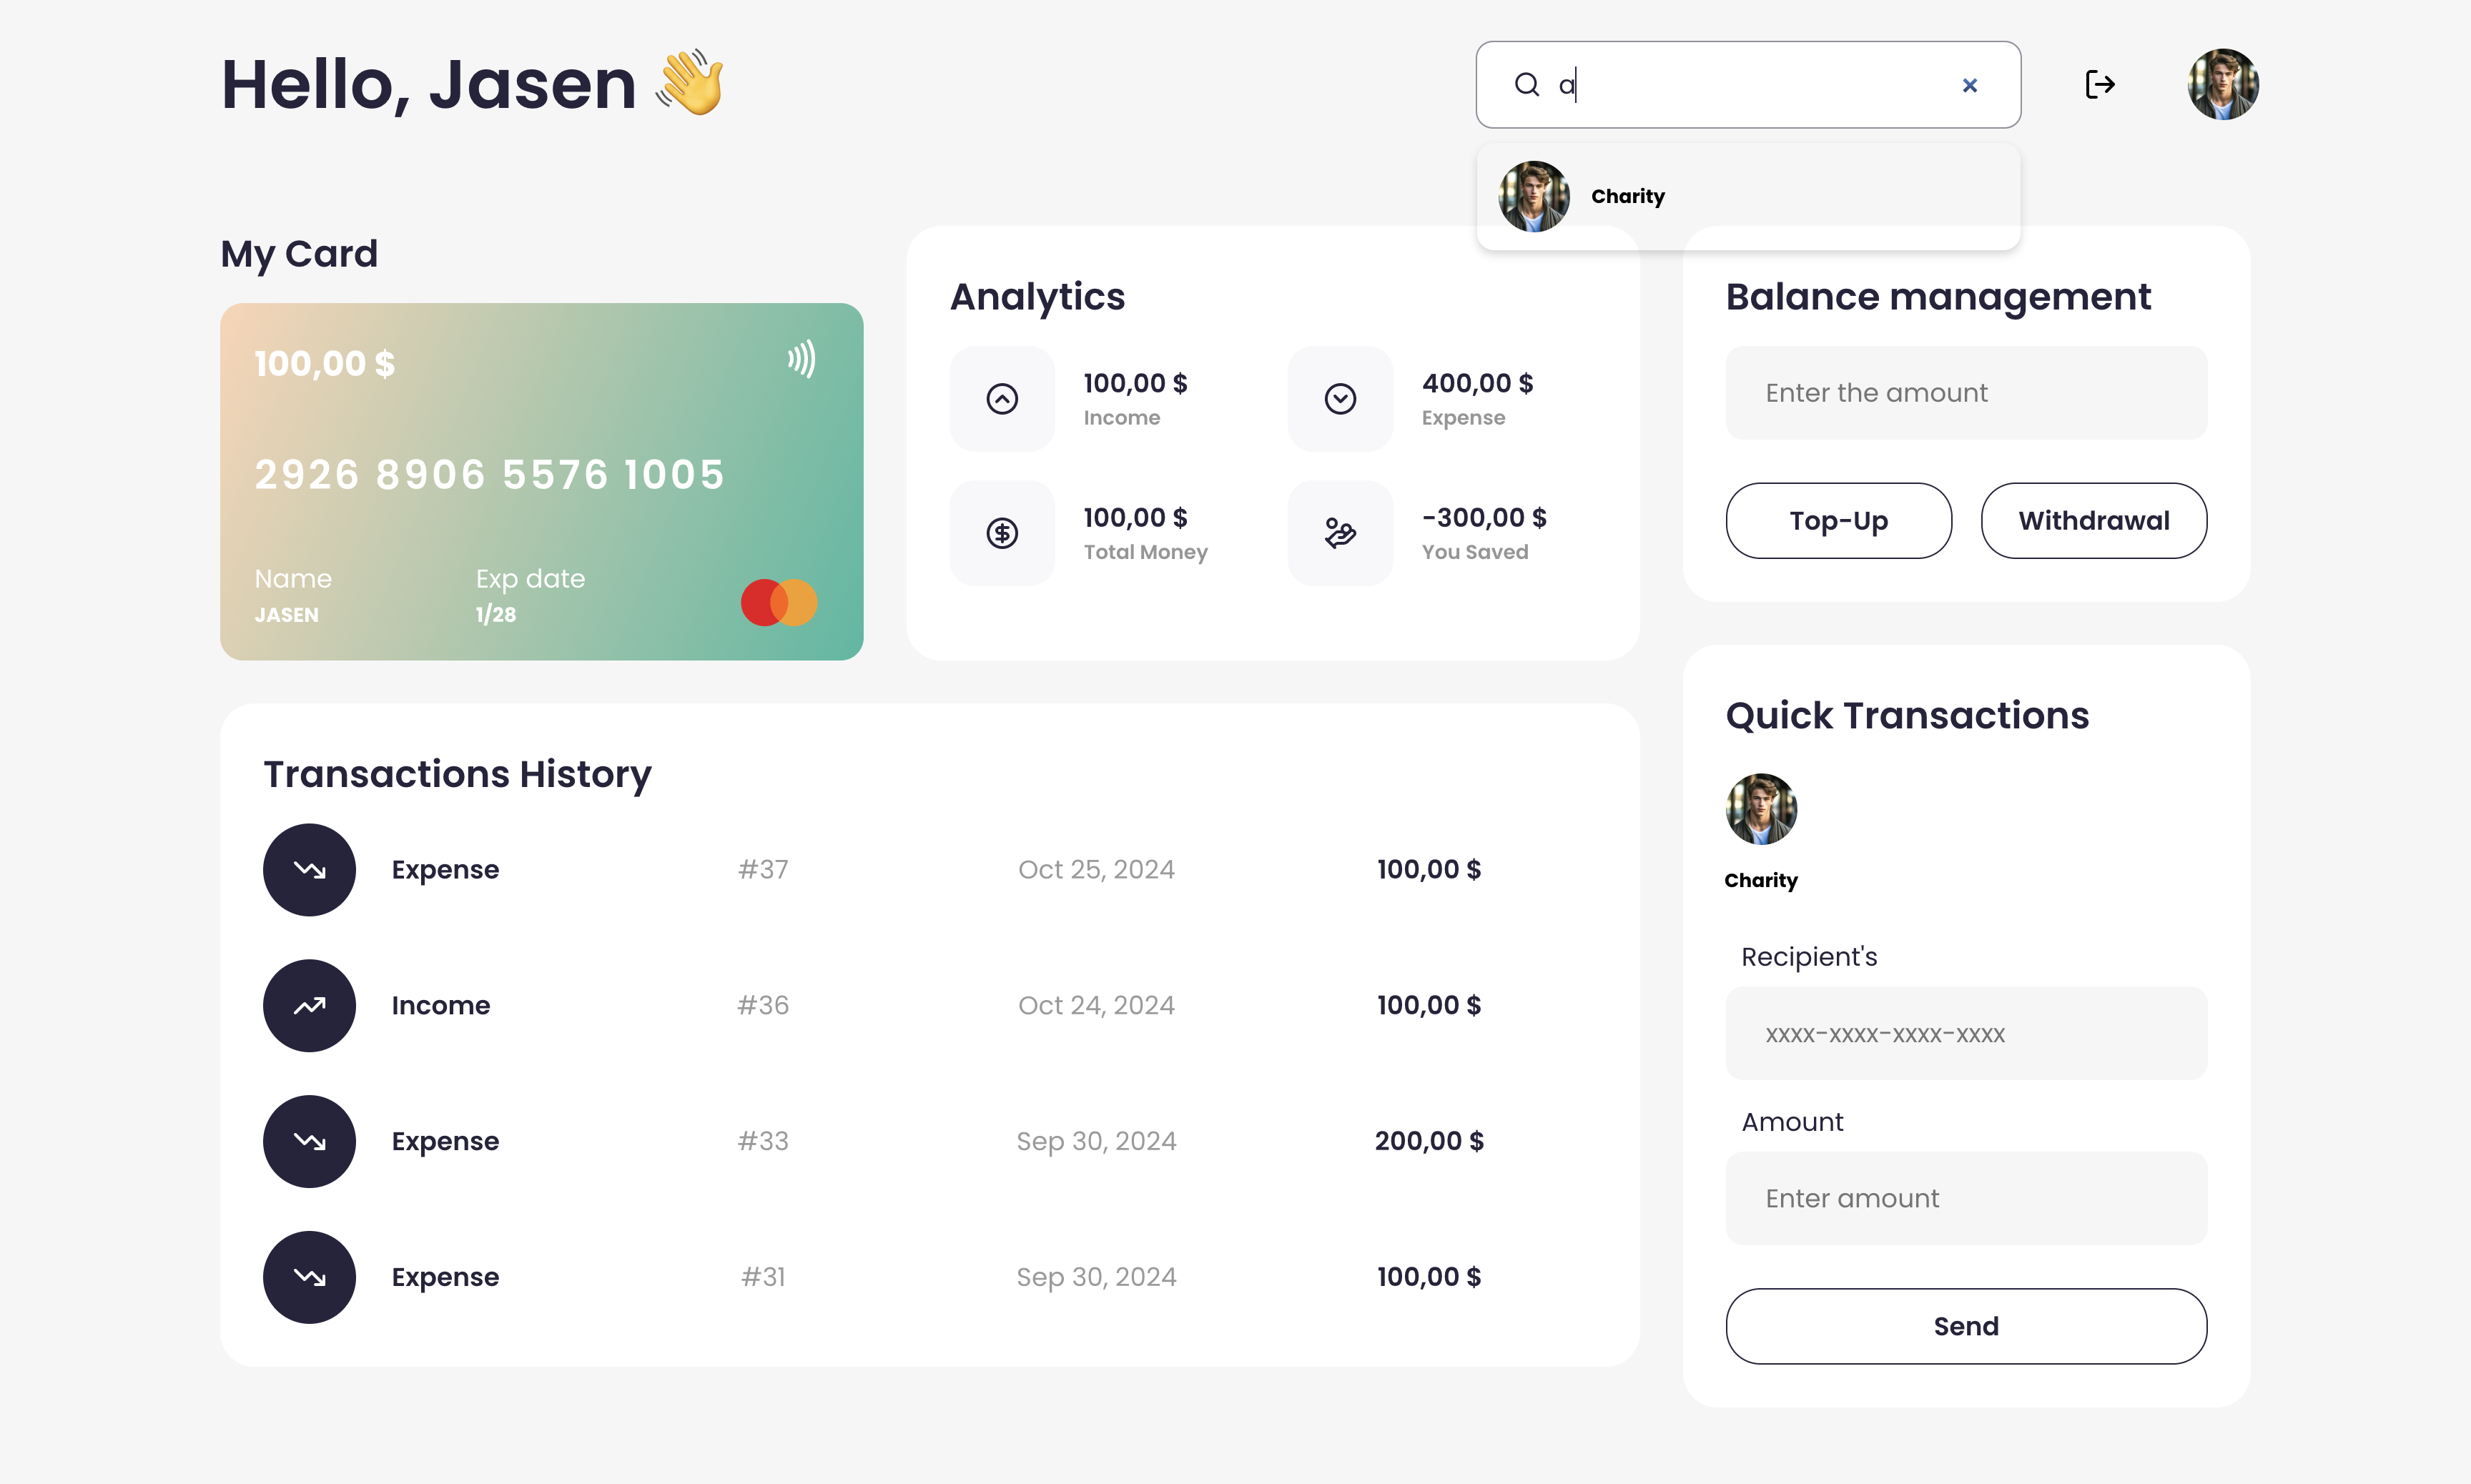 Hello, Jasen 👋
a
Charity
My Card
100,00 $
2926 8906 5576 1005
Name
JASEN
Exp date
1/28
Analytics
100,00 $
Income
400,00 $
Expense
100,00 $
Total Money
-300,00 $
You Saved
Balance management
Enter the amount
Top-Up
Withdrawal
Transactions History
Expense #37 Oct 25, 2024 100,00 $
Income #36 Oct 24, 2024 100,00 $
Expense #33 Sep 30, 2024 200,00 $
Expense #31 Sep 30, 2024 100,00 $
Quick Transactions
Charity
Recipient's
xxxx-xxxx-xxxx-xxxx
Amount
Enter amount
Send